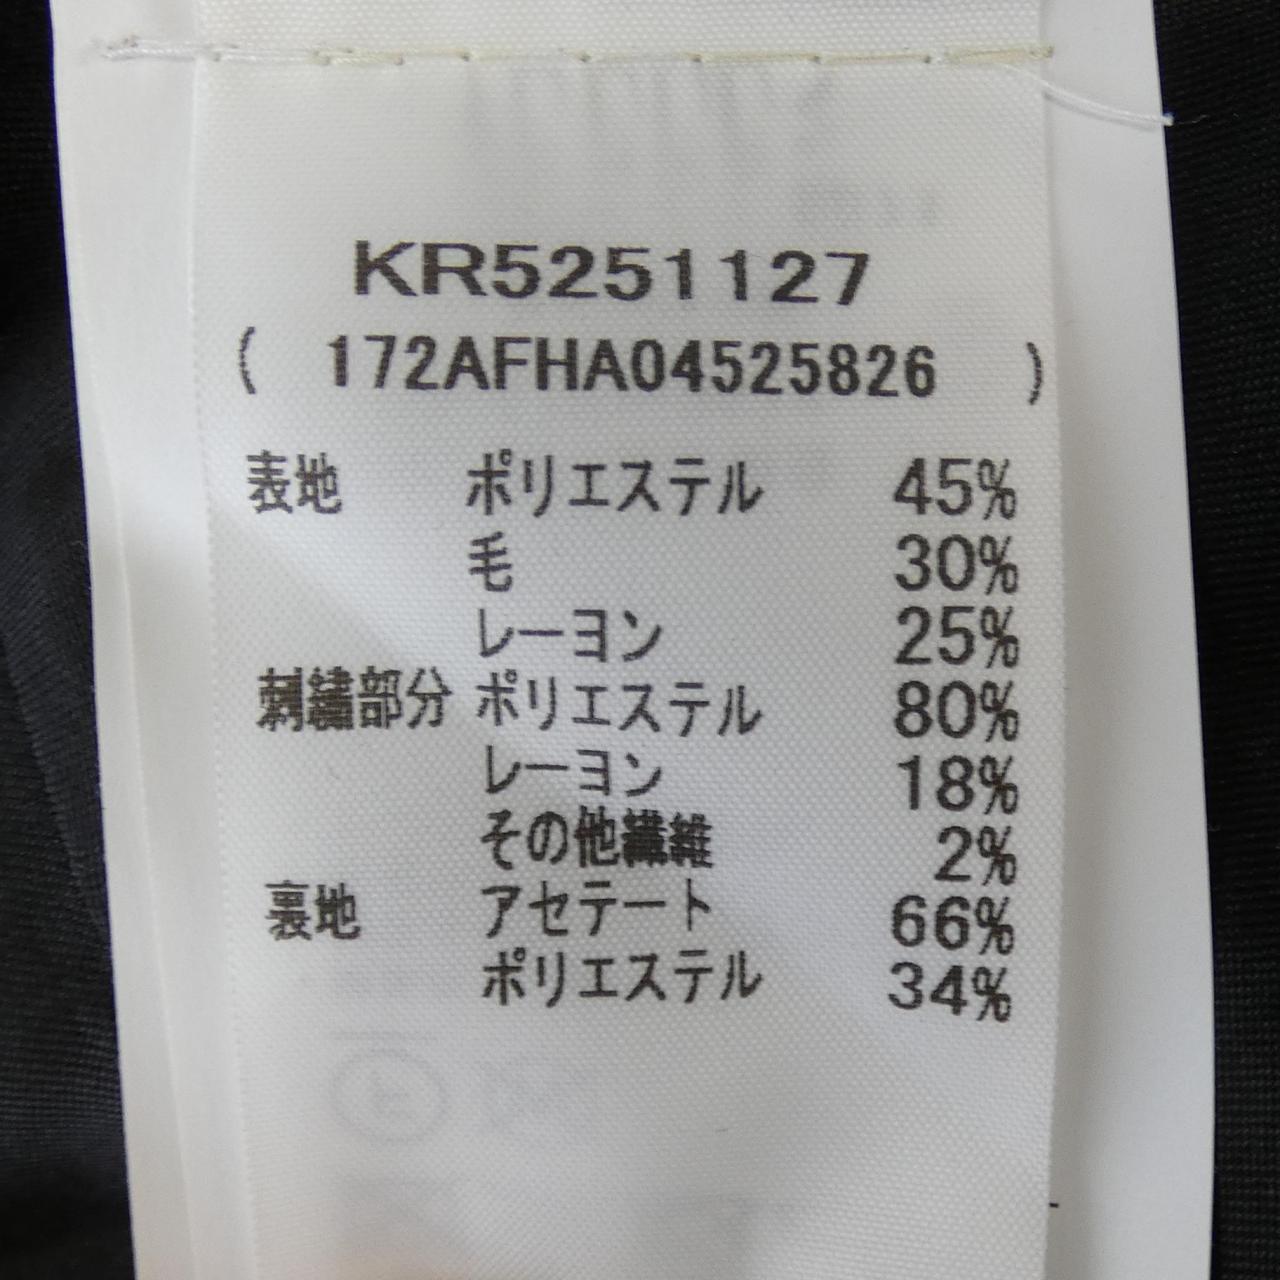 KR5251127
( 172AFHA04525826 )
表地 ポリエステル 45%
毛 30%
レーヨン 25%
刺繍部分 ポリエステル 80%
レーヨン 18%
その他繊維 2%
裏地 アセテート 66%
ポリエステル 34%